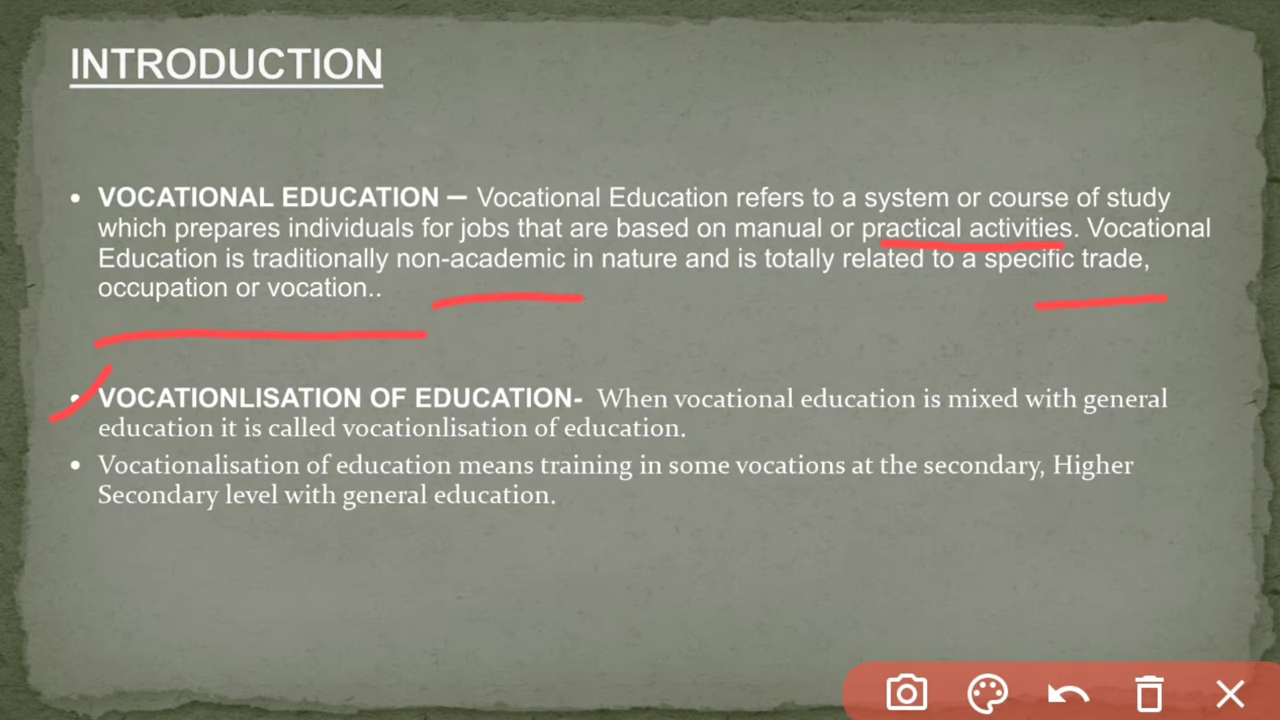 INTRODUCTION
• VOCATIONAL EDUCATION – Vocational Education refers to a system or course of study
which prepares individuals for jobs that are based on manual or practical activities. Vocational
Education is traditionally non-academic in nature and is totally related to a specific trade,
occupation or vocation..
• VOCATIONLISATION OF EDUCATION- When vocational education is mixed with general
education it is called vocationlisation of education.
• Vocationalisation of education means training in some vocations at the secondary, Higher
Secondary level with general education.